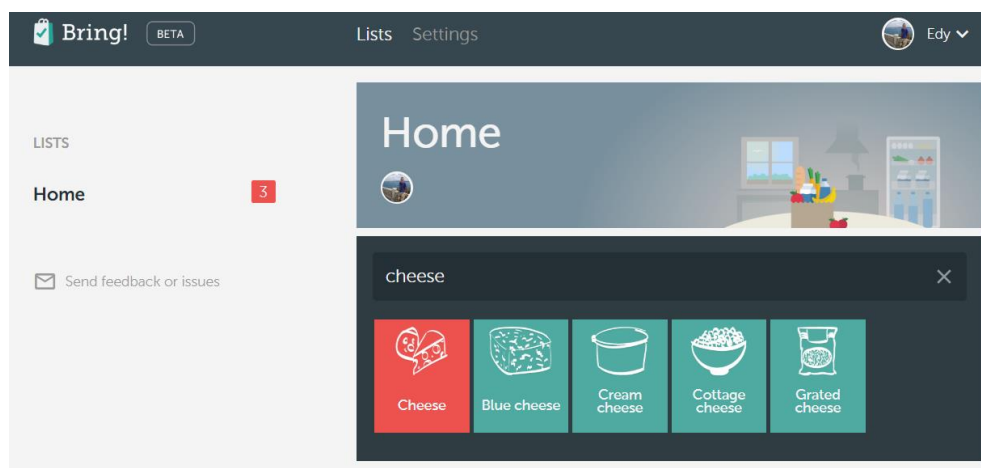 Bring! BETA
Lists Settings
Edy
LISTS
Home 3
Send feedback or issues
Home
cheese
Cheese
Blue cheese
Cream
cheese
Cottage
cheese
Grated
cheese